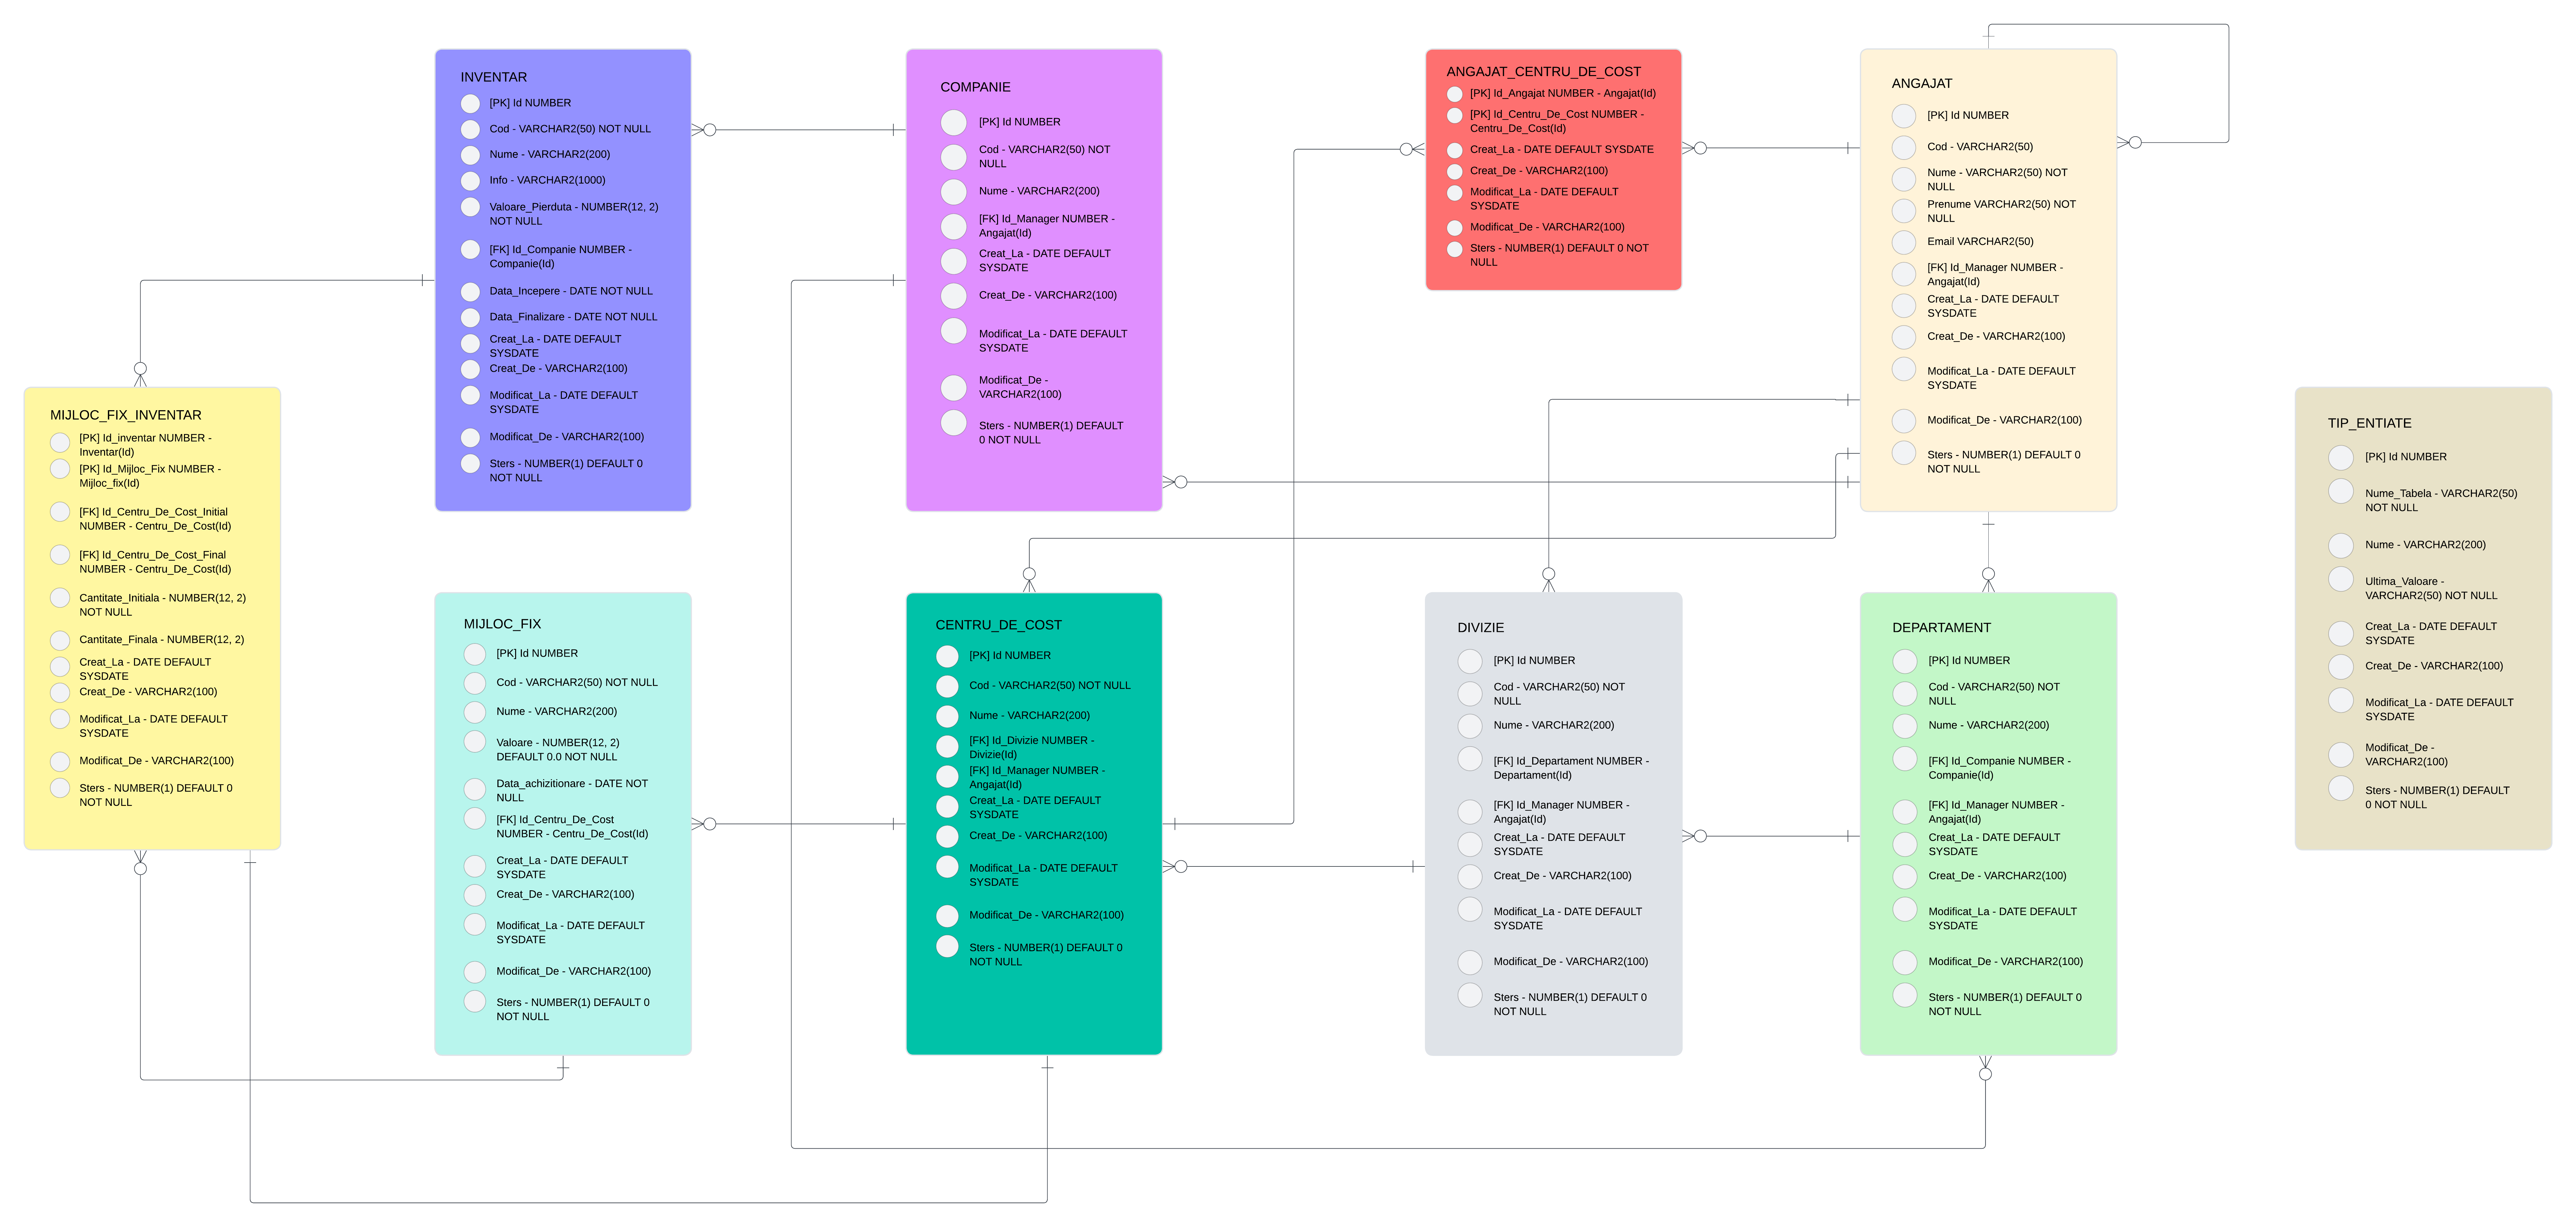 INVENTAR
[PK] Id NUMBER
Cod - VARCHAR2(50) NOT NULL
Nume - VARCHAR2(200)
Info - VARCHAR2(1000)
Valoare_Pierduta - NUMBER(12, 2)
NOT NULL
[FK] Id_Companie NUMBER -
Companie(Id)
Data_Incepere - DATE NOT NULL
Data_Finalizare - DATE NOT NULL
Creat_La - DATE DEFAULT
SYSDATE
Creat_De - VARCHAR2(100)
Modificat_La - DATE DEFAULT
SYSDATE
Modificat_De - VARCHAR2(100)
Sters - NUMBER(1) DEFAULT 0
NOT NULL
COMPANIE
[PK] Id NUMBER
Cod - VARCHAR2(50) NOT
NULL
Nume - VARCHAR2(200)
[FK] Id_Manager NUMBER -
Angajat(Id)
Creat_La - DATE DEFAULT
SYSDATE
Creat_De - VARCHAR2(100)
Modificat_La - DATE DEFAULT
SYSDATE
Modificat_De -
VARCHAR2(100)
Sters - NUMBER(1) DEFAULT
0 NOT NULL
ANGAJAT_CENTRU_DE_COST
[PK] Id_Angajat NUMBER - Angajat(Id)
[PK] Id_Centru_De_Cost NUMBER -
Centru_De_Cost(Id)
Creat_La - DATE DEFAULT SYSDATE
Creat_De - VARCHAR2(100)
Modificat_La - DATE DEFAULT
SYSDATE
Modificat_De - VARCHAR2(100)
Sters - NUMBER(1) DEFAULT 0 NOT
NULL
ANGAJAT
[PK] Id NUMBER
Cod - VARCHAR2(50)
Nume - VARCHAR2(50) NOT
NULL
Prenume VARCHAR2(50) NOT
NULL
Email VARCHAR2(50)
[FK] Id_Manager NUMBER -
Angajat(Id)
Creat_La - DATE DEFAULT
SYSDATE
Creat_De - VARCHAR2(100)
Modificat_La - DATE DEFAULT
SYSDATE
Modificat_De - VARCHAR2(100)
Sters - NUMBER(1) DEFAULT 0
NOT NULL
MIJLOC_FIX_INVENTAR
[PK] Id_inventar NUMBER -
Inventar(Id)
[PK] Id_Mijloc_Fix NUMBER -
Mijloc_fix(Id)
[FK] Id_Centru_De_Cost_Initial
NUMBER - Centru_De_Cost(Id)
[FK] Id_Centru_De_Cost_Final
NUMBER - Centru_De_Cost(Id)
Cantitate_Initiala - NUMBER(12, 2)
NOT NULL
Cantitate_Finala - NUMBER(12, 2)
Creat_La - DATE DEFAULT
SYSDATE
Creat_De - VARCHAR2(100)
Modificat_La - DATE DEFAULT
SYSDATE
Modificat_De - VARCHAR2(100)
Sters - NUMBER(1) DEFAULT 0
NOT NULL
TIP_ENTIATE
[PK] Id NUMBER
Nume_Tabela - VARCHAR2(50)
NOT NULL
Nume - VARCHAR2(200)
Ultima_Valoare -
VARCHAR2(50) NOT NULL
Creat_La - DATE DEFAULT
SYSDATE
Creat_De - VARCHAR2(100)
Modificat_La - DATE DEFAULT
SYSDATE
Modificat_De -
VARCHAR2(100)
Sters - NUMBER(1) DEFAULT
0 NOT NULL
MIJLOC_FIX
[PK] Id NUMBER
Cod - VARCHAR2(50) NOT NULL
Nume - VARCHAR2(200)
Valoare - NUMBER(12, 2)
DEFAULT 0.0 NOT NULL
Data_achizitionare - DATE NOT
NULL
[FK] Id_Centru_De_Cost
NUMBER - Centru_De_Cost(Id)
Creat_La - DATE DEFAULT
SYSDATE
Creat_De - VARCHAR2(100)
Modificat_La - DATE DEFAULT
SYSDATE
Modificat_De - VARCHAR2(100)
Sters - NUMBER(1) DEFAULT 0
NOT NULL
CENTRU_DE_COST
[PK] Id NUMBER
Cod - VARCHAR2(50) NOT NULL
Nume - VARCHAR2(200)
[FK] Id_Divizie NUMBER -
Divizie(Id)
[FK] Id_Manager NUMBER -
Angajat(Id)
Creat_La - DATE DEFAULT
SYSDATE
Creat_De - VARCHAR2(100)
Modificat_La - DATE DEFAULT
SYSDATE
Modificat_De - VARCHAR2(100)
Sters - NUMBER(1) DEFAULT 0
NOT NULL
DIVIZIE
[PK] Id NUMBER
Cod - VARCHAR2(50) NOT
NULL
Nume - VARCHAR2(200)
[FK] Id_Departament NUMBER -
Departament(Id)
[FK] Id_Manager NUMBER -
Angajat(Id)
Creat_La - DATE DEFAULT
SYSDATE
Creat_De - VARCHAR2(100)
Modificat_La - DATE DEFAULT
SYSDATE
Modificat_De - VARCHAR2(100)
Sters - NUMBER(1) DEFAULT 0
NOT NULL
DEPARTAMENT
[PK] Id NUMBER
Cod - VARCHAR2(50) NOT
NULL
Nume - VARCHAR2(200)
[FK] Id_Companie NUMBER -
Companie(Id)
[FK] Id_Manager NUMBER -
Angajat(Id)
Creat_La - DATE DEFAULT
SYSDATE
Creat_De - VARCHAR2(100)
Modificat_La - DATE DEFAULT
SYSDATE
Modificat_De - VARCHAR2(100)
Sters - NUMBER(1) DEFAULT 0
NOT NULL